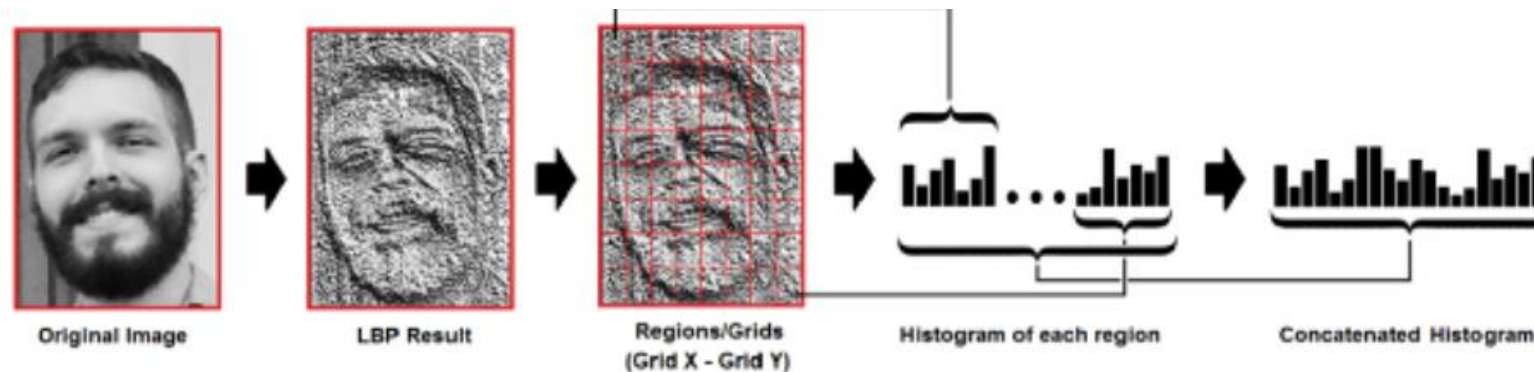 Original Image
LBP Result
Regions/Grids
(Grid X - Grid Y)
Histogram of each region
Concatenated Histogram